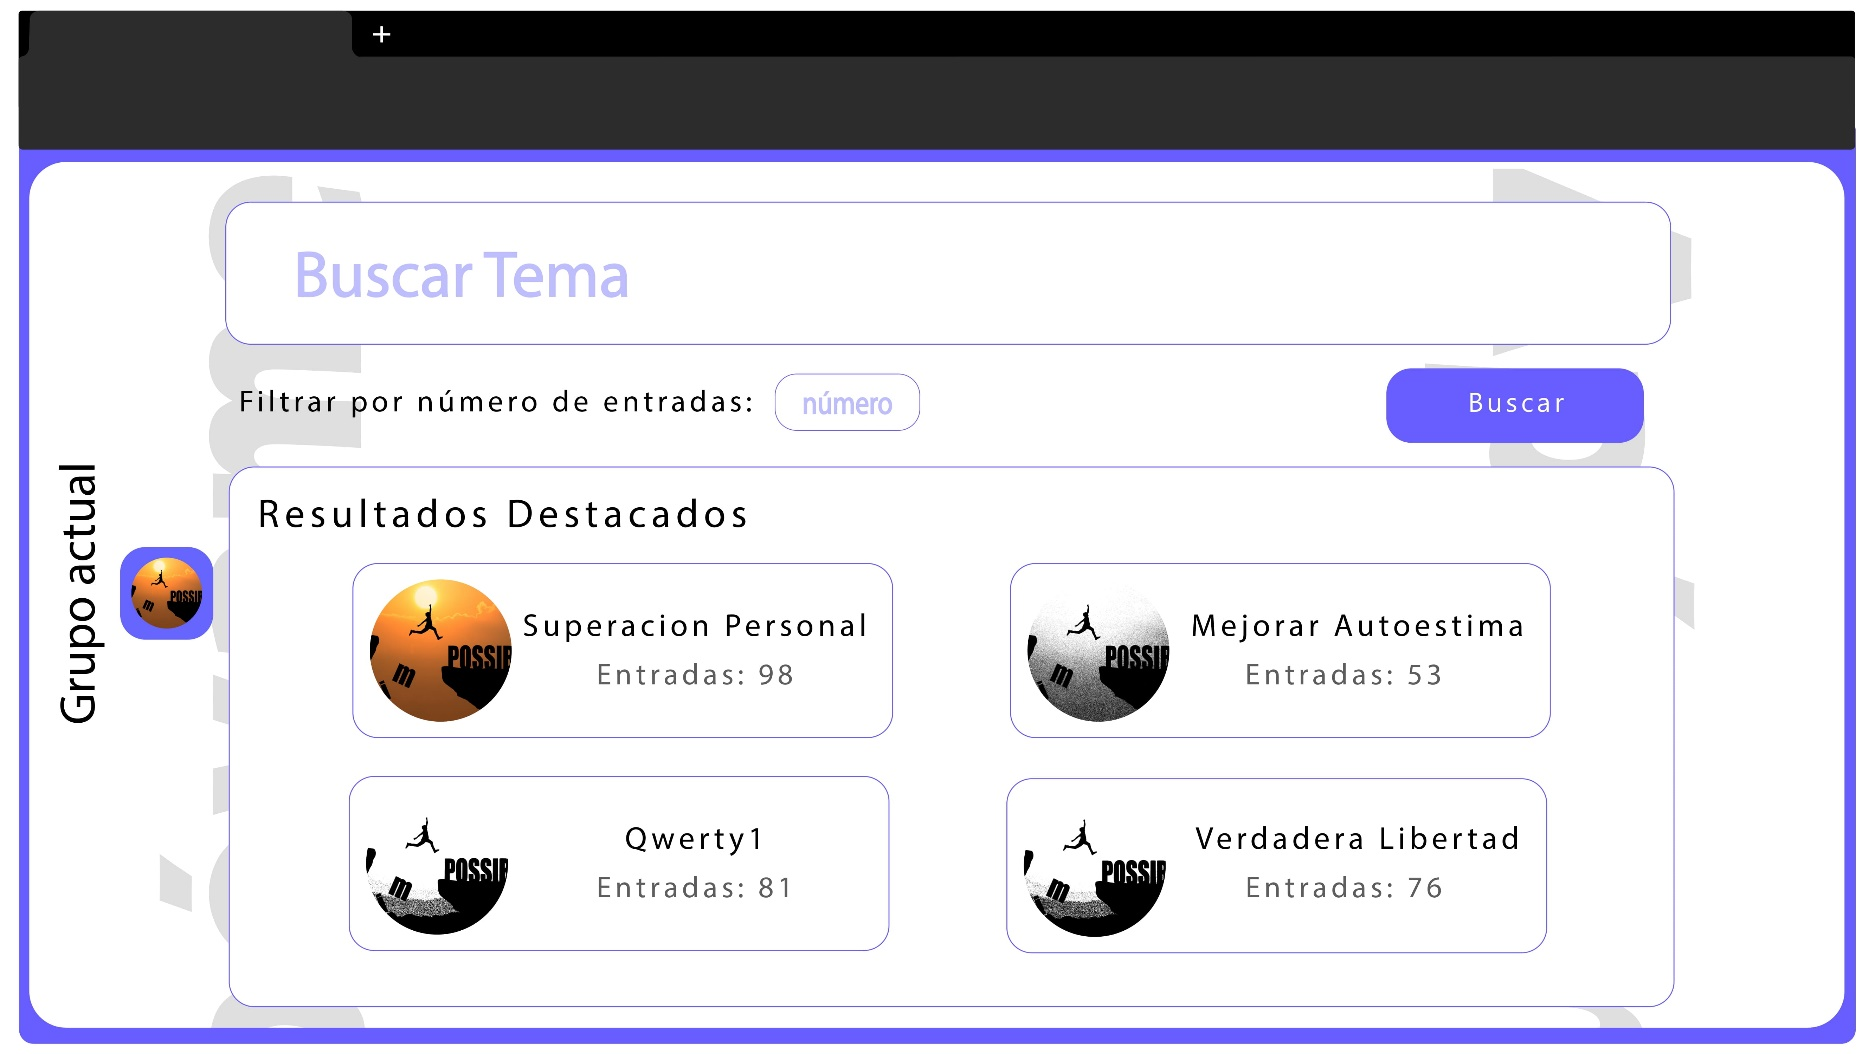 +
Buscar Tema
Filtrar por número de entradas: número
Buscar
Grupo actual
Resultados Destacados
Superacion Personal
Entradas: 98
Mejorar Autoestima
Entradas: 53
Qwerty1
Entradas: 81
Verdadera Libertad
Entradas: 76